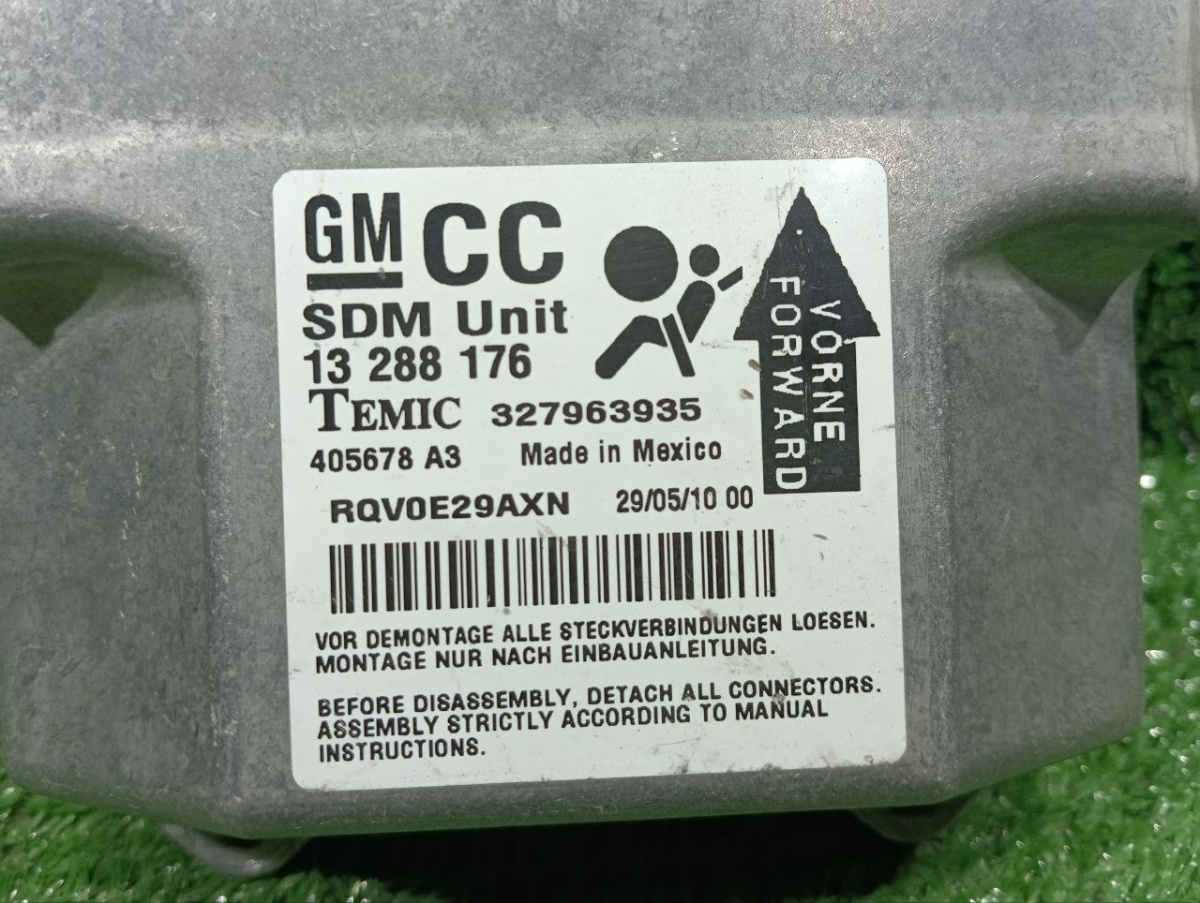 GM CC
SDM Unit
13 288 176
TEMIC 327963935
405678 A3 Made in Mexico
RQV0E29AXN 29/05/10 00
VORNE
FORWARD
VOR DEMONTAGE ALLE STECKVERBINDUNGEN LOESEN.
MONTAGE NUR NACH EINBAUANLEITUNG.
BEFORE DISASSEMBLY, DETACH ALL CONNECTORS.
ASSEMBLY STRICTLY ACCORDING TO MANUAL
INSTRUCTIONS.